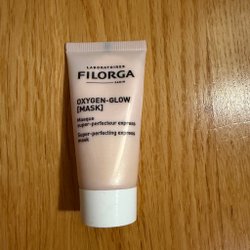 LABORATOIRES
FILORGA
PARIS
OXYGEN-GLOW
[MASK]
Masque
super-perfecteur express
Super-perfecting express
mask